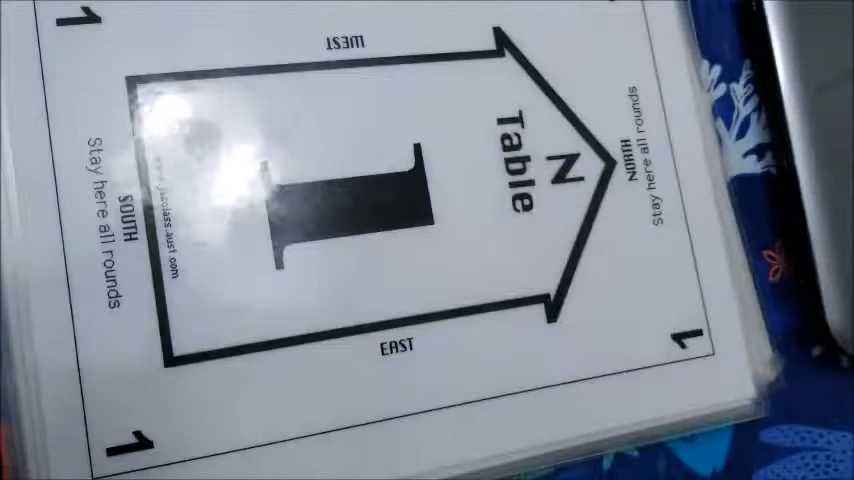 1
NORTH
Stay here all rounds
N
Table
1
WEST
EAST
SOUTH
Stay here all rounds
1
1